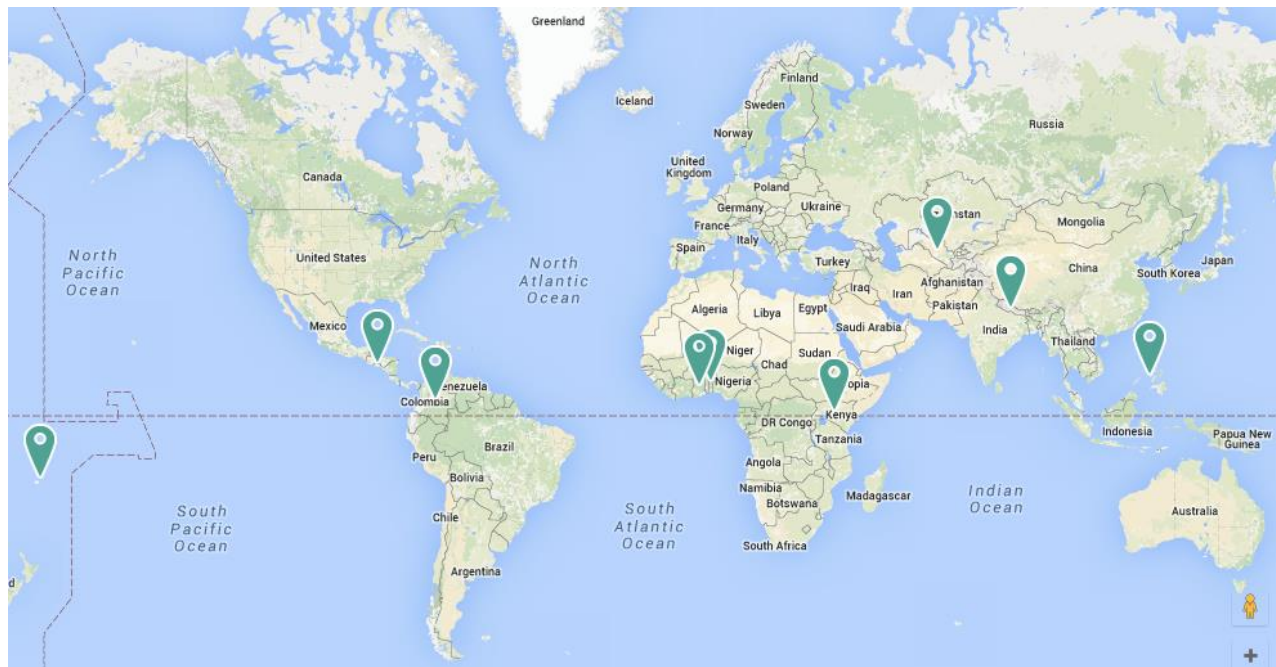 Greenland
Iceland
Finland
Sweden
Norway
Russia
United
Kingdom
Canada
Poland
Germany
Ukraine
France
Italy
Spain
Turkey
nstan
Mongolia
North
Pacific
Ocean
United States
North
Atlantic
Ocean
China
Japan
South Korea
Afghanistan
Iraq
Iran
Pakistan
Algeria
Libya
Egypt
Saudi Arabia
India
Mexico
Niger
Sudan
Chad
Thailand
Nigeria
opia
enezuela
Colombia
Kenya
DR Congo
Tanzania
Indonesia
Papua New
Guinea
Brazil
Peru
Bolivia
Angola
Namibia
Botswana
Madagascar
Indian
Ocean
Australia
South
Pacific
Ocean
Chile
South
Atlantic
Ocean
South Africa
Argentina
d
+